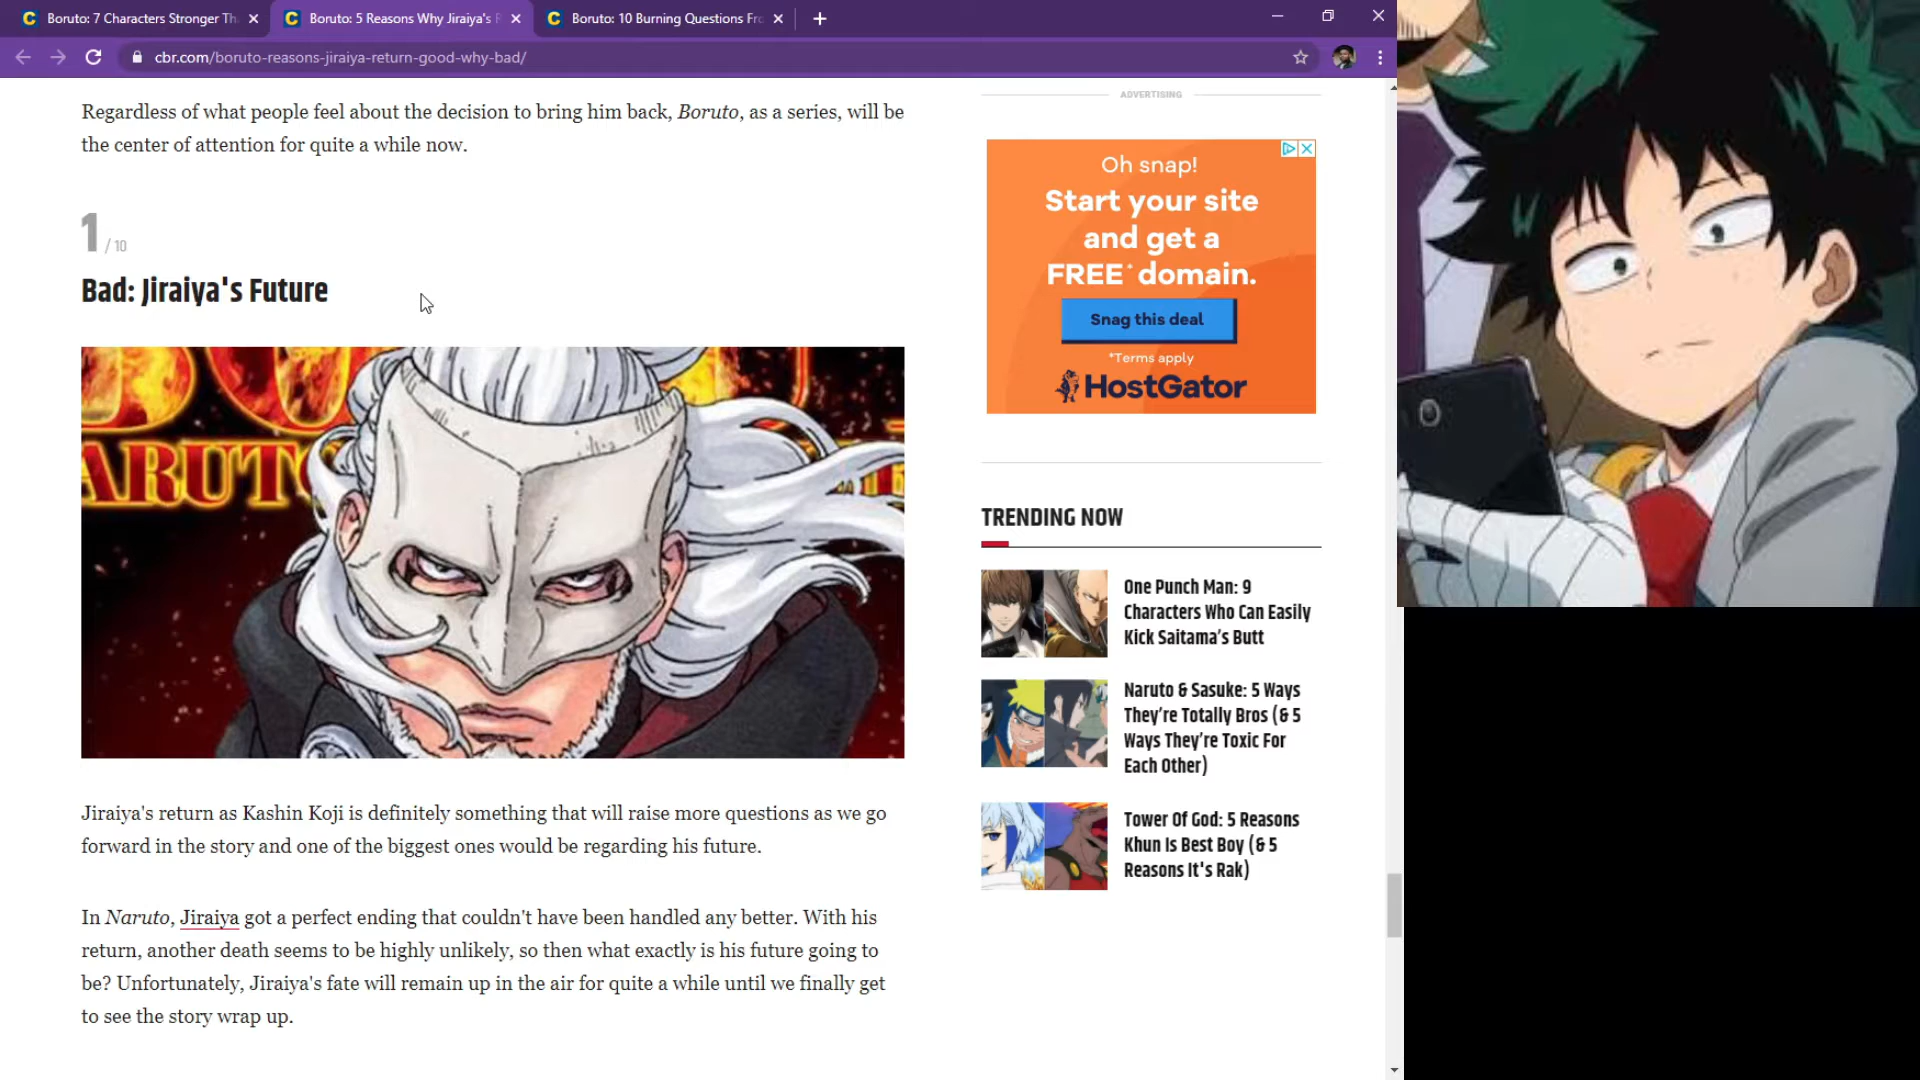 Boruto: 7 Characters Stronger Th
Boruto: 5 Reasons Why Jiraiya's R
Boruto: 10 Burning Questions Fro
cbr.com/boruto-reasons-jiraiya-return-good-why-bad/
Regardless of what people feel about the decision to bring him back, Boruto, as a series, will be
the center of attention for quite a while now.
1 / 10
Bad: Jiraiya's Future
ARUTO
Jiraiya's return as Kashin Koji is definitely something that will raise more questions as we go
forward in the story and one of the biggest ones would be regarding his future.
In Naruto, Jiraiya got a perfect ending that couldn't have been handled any better. With his
return, another death seems to be highly unlikely, so then what exactly is his future going to
be? Unfortunately, Jiraiya's fate will remain up in the air for quite a while until we finally get
to see the story wrap up.
ADVERTISING
Oh snap!
Start your site
and get a
FREE* domain.
Snag this deal
*Terms apply
HostGator
TRENDING NOW
One Punch Man: 9
Characters Who Can Easily
Kick Saitama's Butt
Naruto & Sasuke: 5 Ways
They're Totally Bros (& 5
Ways They're Toxic For
Each Other)
Tower Of God: 5 Reasons
Khun Is Best Boy (& 5
Reasons It's Rak)